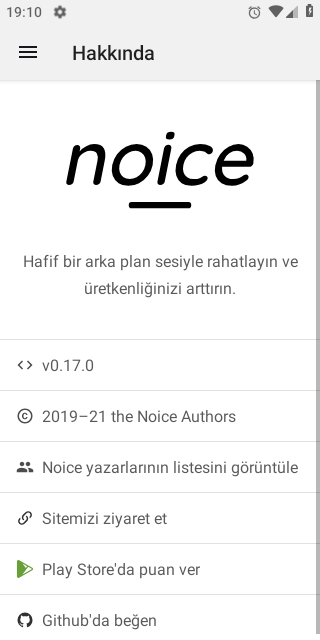 19:10
Hakkında
noice
Hafif bir arka plan sesiyle rahatlayın ve
üretkenliğinizi arttırın.
v0.17.0
2019–21 the Noice Authors
Noice yazarlarının listesini görüntüle
Sitemizi ziyaret et
Play Store'da puan ver
Github'da beğen